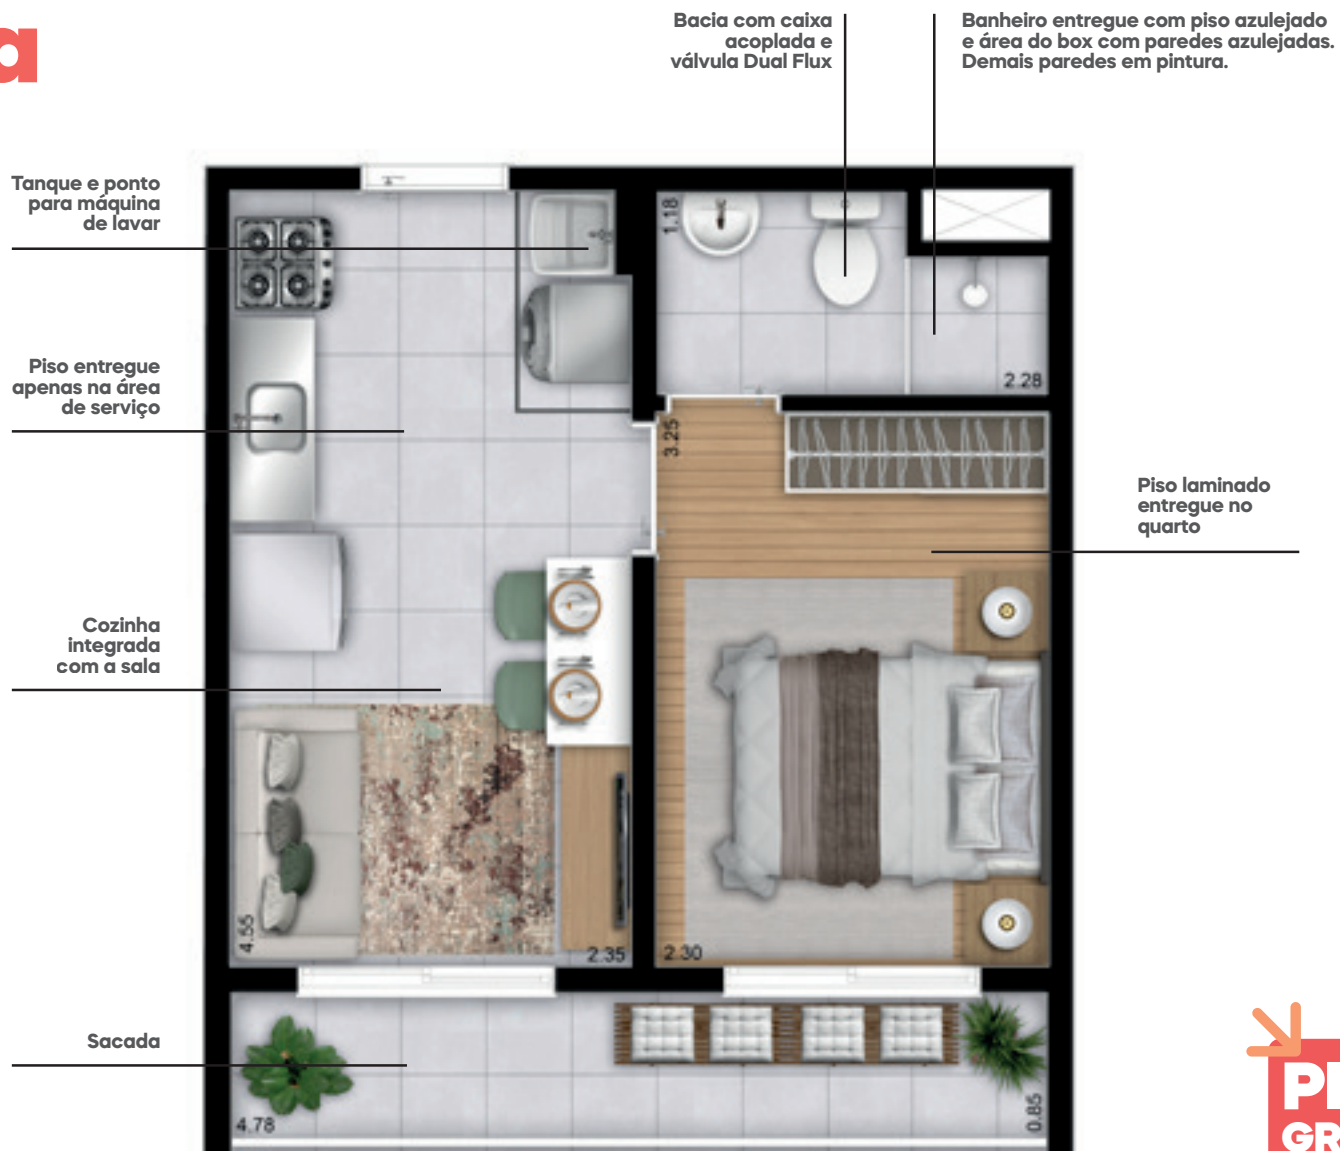 a
Bacia com caixa
acoplada e
válvula Dual Flux
Banheiro entregue com piso azulejado
e área do box com paredes azulejadas.
Demais paredes em pintura.
Tanque e ponto
para máquina
de lavar
1.18
2.28
Piso entregue
apenas na área
de serviço
3.25
Piso laminado
entregue no
quarto
Cozinha
integrada
com a sala
4.55
2.35
2.30
Sacada
4.78
0.85
GR